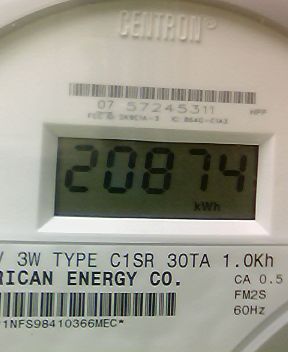 CENTRON®
07 57245311 HPF
20874
kWh
V 3W TYPE C1SR 30TA 1.0Kh
RICAN ENERGY CO. CA 0.5
FM2S
*1NFS98410366MEC* 60Hz